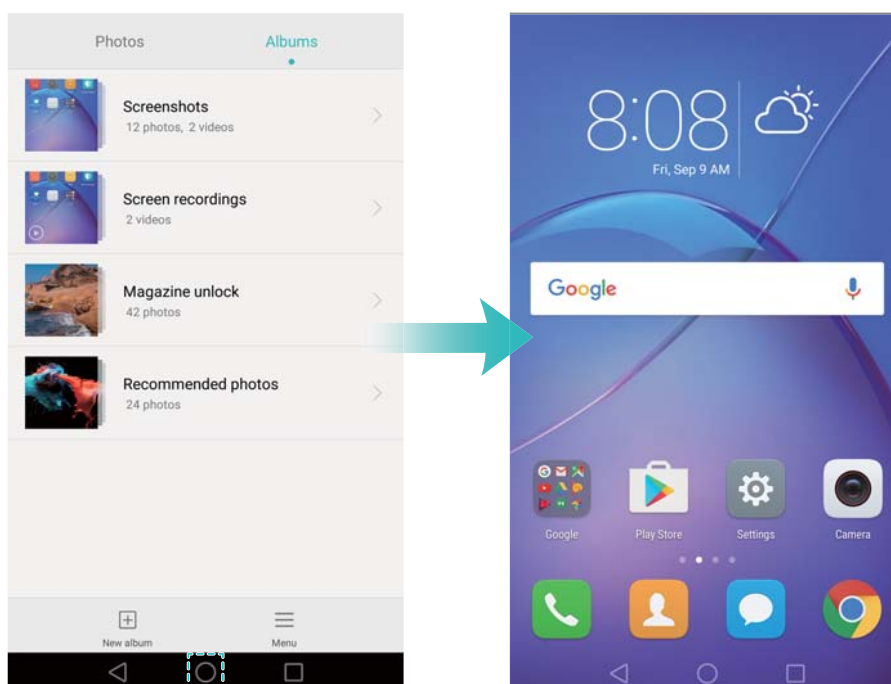 Photos
Albums
Screenshots
12 photos, 2 videos
Screen recordings
2 videos
Magazine unlock
42 photos
Recommended photos
24 photos
New album
Menu
8:08
Fri, Sep 9 AM
Google
Google
Play Store
Settings
Camera